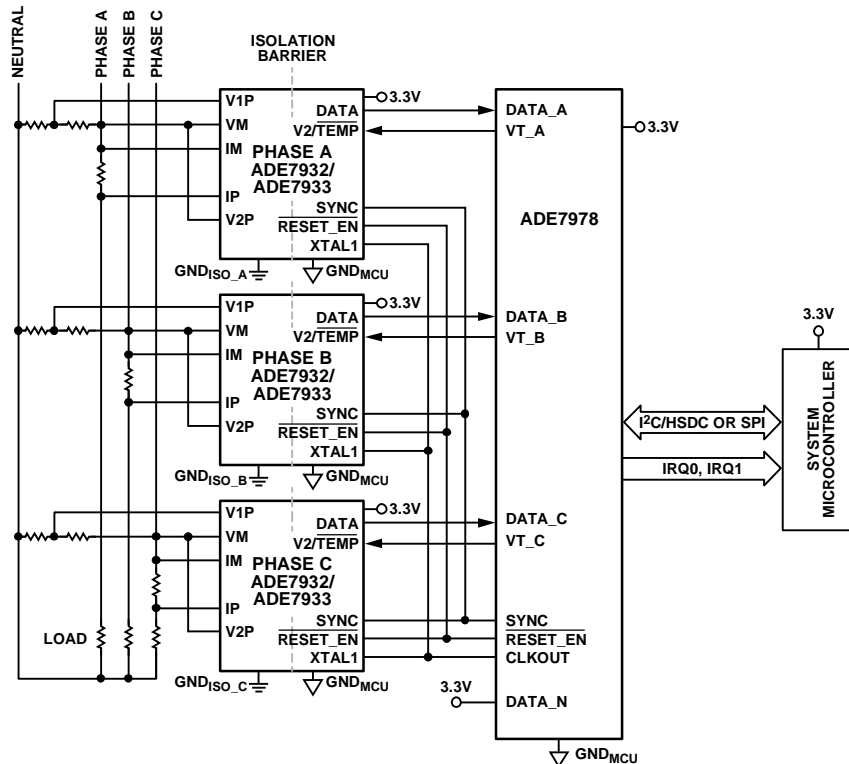 NEUTRAL
PHASE A
PHASE B
PHASE C
ISOLATION
BARRIER
V1P
VM
IM
IP
V2P
PHASE A
ADE7932/
ADE7933
3.3V
DATA
V2/TEMP
SYNC
RESET_EN
XTAL1
GNDISO_A
GNDMCU
V1P
VM
IM
IP
V2P
PHASE B
ADE7932/
ADE7933
3.3V
DATA
V2/TEMP
SYNC
RESET_EN
XTAL1
GNDISO_B
GNDMCU
V1P
VM
IM
IP
V2P
PHASE C
ADE7932/
ADE7933
3.3V
DATA
V2/TEMP
SYNC
RESET_EN
XTAL1
GNDISO_C
GNDMCU
LOAD
DATA_A
VT_A
3.3V
ADE7978
DATA_B
VT_B
DATA_C
VT_C
SYNC
RESET_EN
CLKOUT
3.3V
DATA_N
GNDMCU
I2C/HSDC OR SPI
IRQ0, IRQ1
3.3V
SYSTEM
MICROCONTROLLER